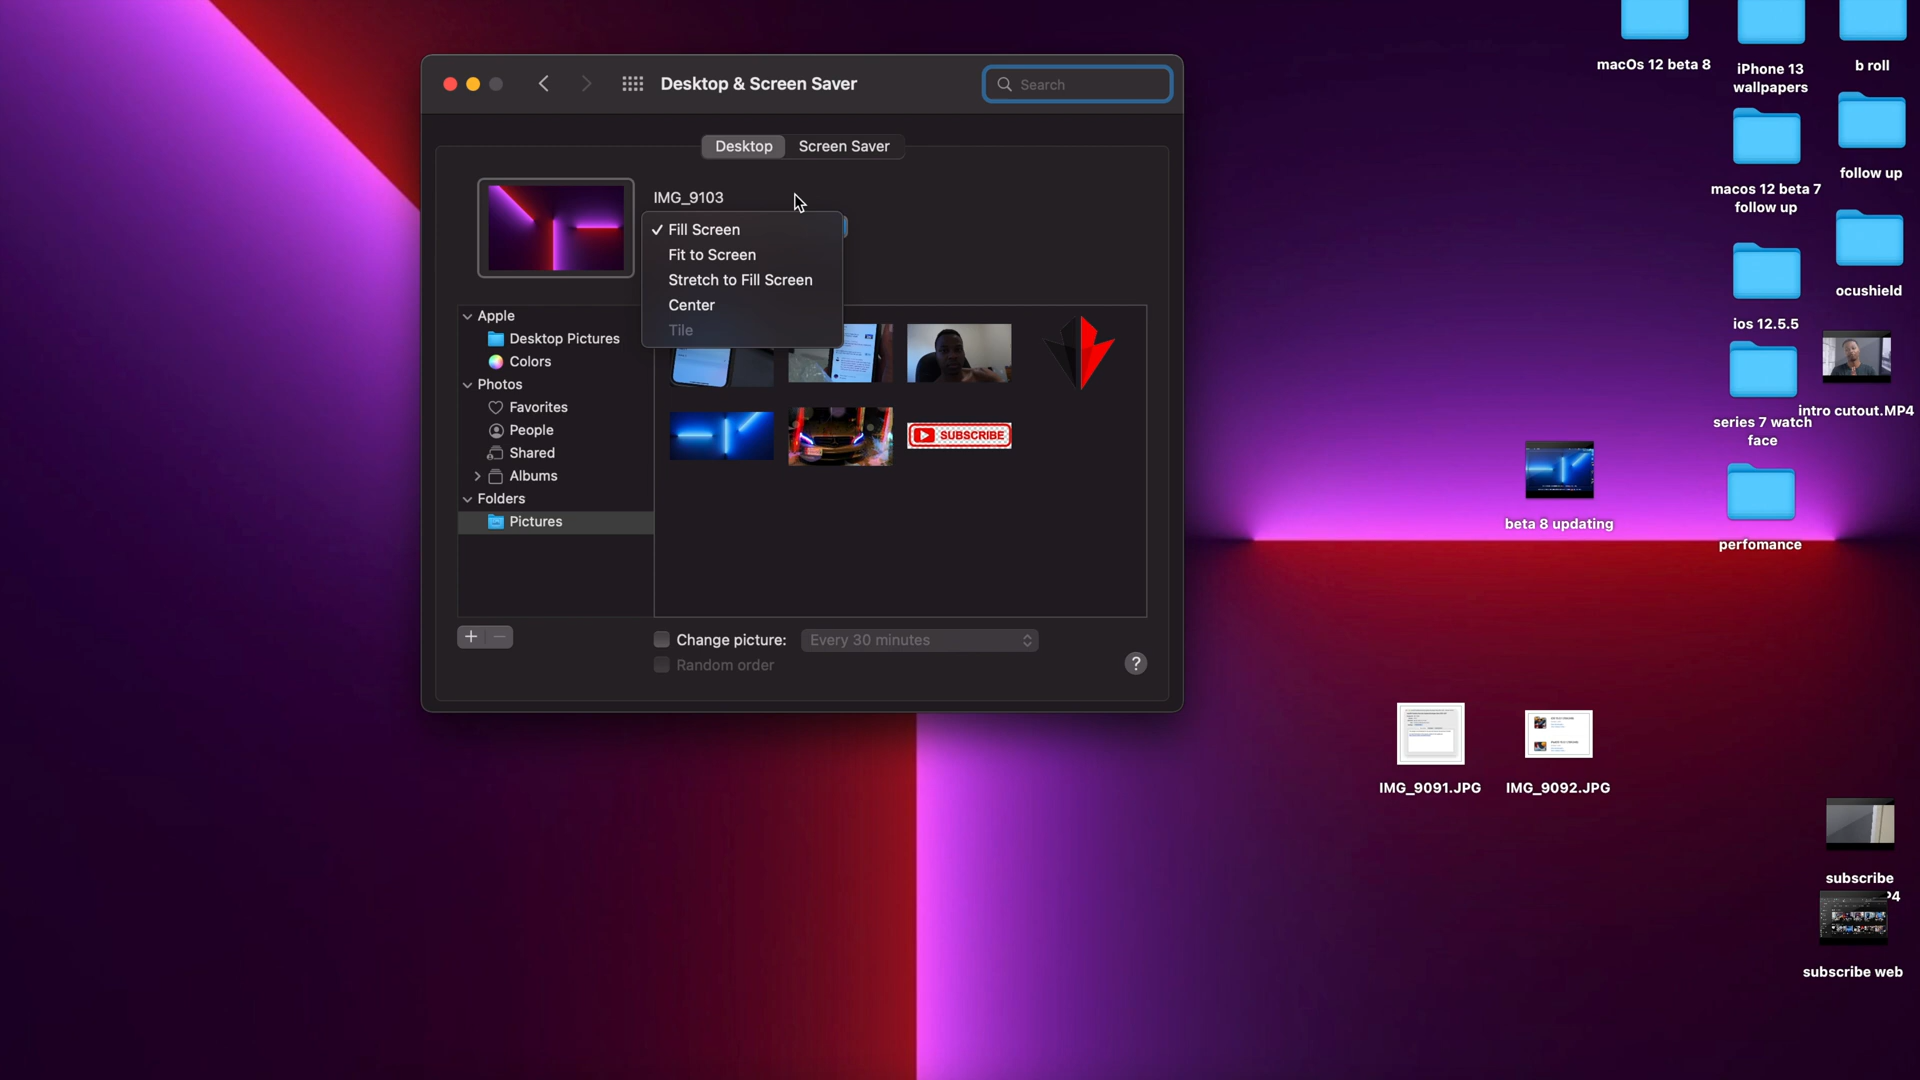 Desktop & Screen Saver
Search
Desktop
Screen Saver
IMG_9103
Fill Screen
Fit to Screen
Stretch to Fill Screen
Center
Tile
Apple
Desktop Pictures
Colors
Photos
Favorites
People
Shared
Albums
Folders
Pictures
SUBSCRIBE
+
−
Change picture:
Every 30 minutes
Random order
?
macOs 12 beta 8
iPhone 13
wallpapers
b roll
macos 12 beta 7
follow up
follow up
ocushield
ios 12.5.5
intro cutout.MP4
series 7 watch
face
beta 8 updating
perfomance
IMG_9091.JPG
IMG_9092.JPG
subscribe
P4
subscribe web